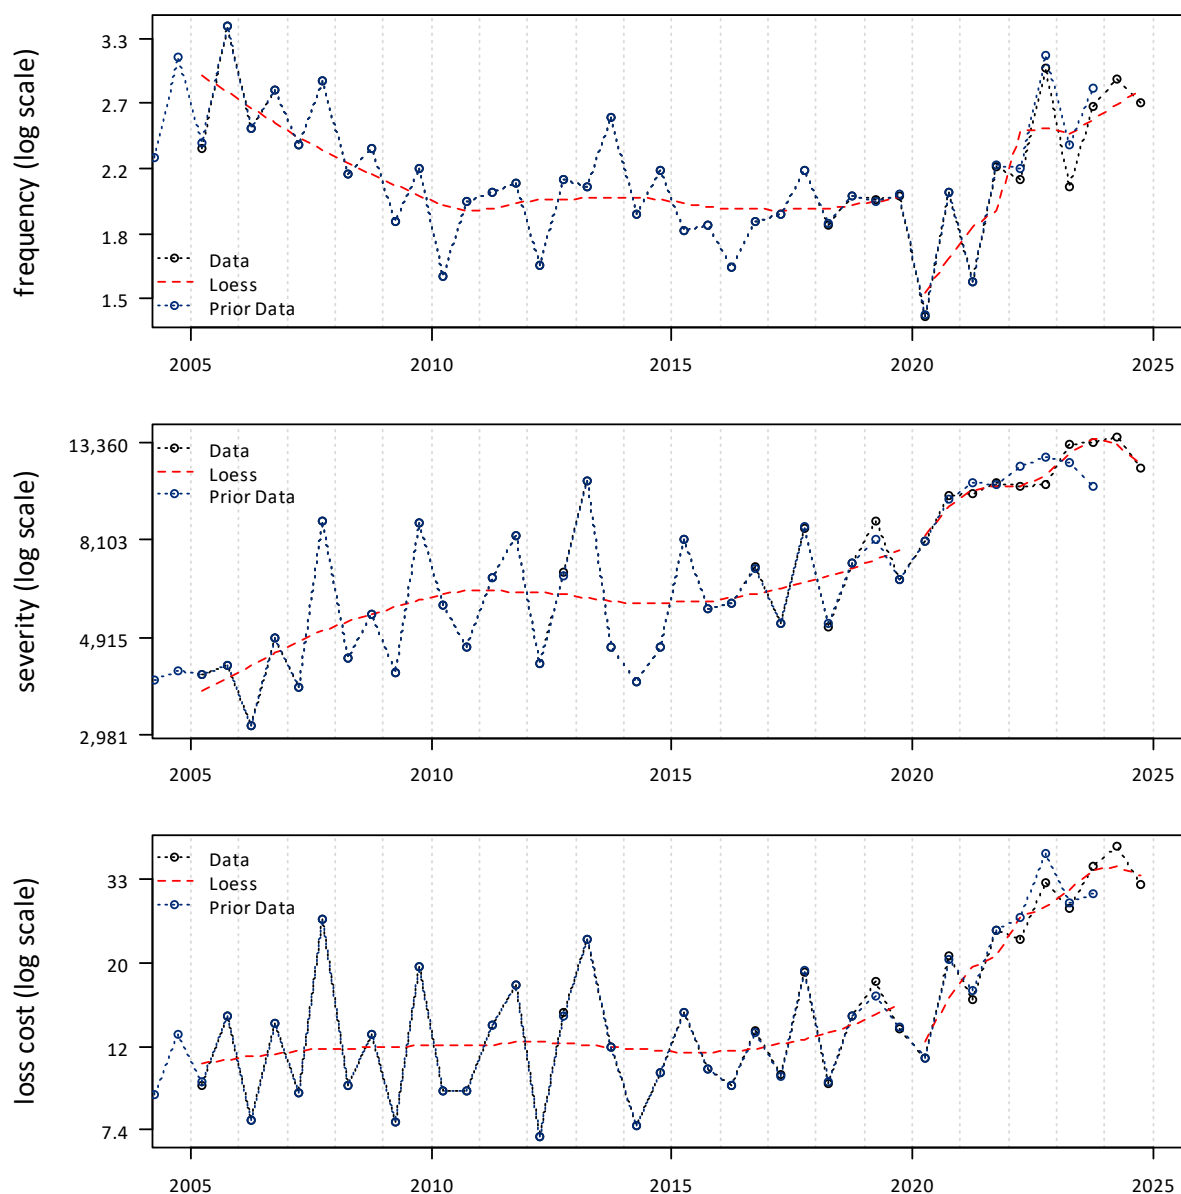 frequency (log scale)
3.3
2.7
2.2
1.8
1.5
Data
Loess
Prior Data
2005 2010 2015 2020 2025
severity (log scale)
13,360
8,103
4,915
2,981
Data
Loess
Prior Data
2005 2010 2015 2020 2025
loss cost (log scale)
33
20
12
7.4
Data
Loess
Prior Data
2005 2010 2015 2020 2025